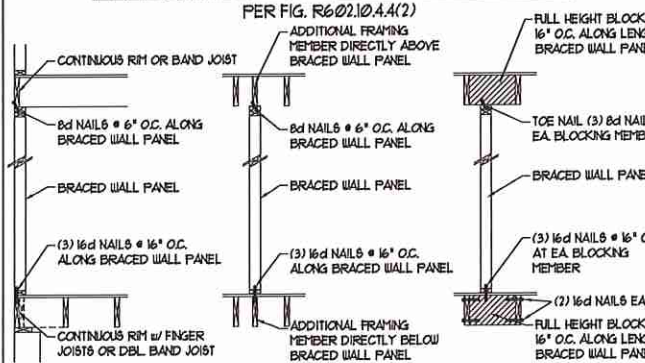 PER FIG. R602.10.4.4(2)
CONTINUOUS RIM OR BAND JOIST
8d NAILS @ 6" O.C. ALONG
BRACED WALL PANEL
BRACED WALL PANEL
(3) 16d NAILS @ 16" O.C.
ALONG BRACED WALL PANEL
CONTINUOUS RIM w/ FINGER
JOISTS OR DBL. BAND JOIST
ADDITIONAL FRAMING
MEMBER DIRECTLY ABOVE
BRACED WALL PANEL
8d NAILS @ 6" O.C. ALONG
BRACED WALL PANEL
BRACED WALL PANEL
(3) 16d NAILS @ 16" O.C.
ALONG BRACED WALL PANEL
ADDITIONAL FRAMING
MEMBER DIRECTLY BELOW
BRACED WALL PANEL
FULL HEIGHT BLOCK
16" O.C. ALONG LENG
BRACED WALL PANE
TOE NAIL (3) 8d NAIL
EA. BLOCKING MEMB
BRACED WALL PANE
(3) 16d NAILS @ 16" O
AT EA. BLOCKING
MEMBER
(2) 16d NAILS EA
FULL HEIGHT BLOCK
16" O.C. ALONG LENG
BRACED WALL PANE